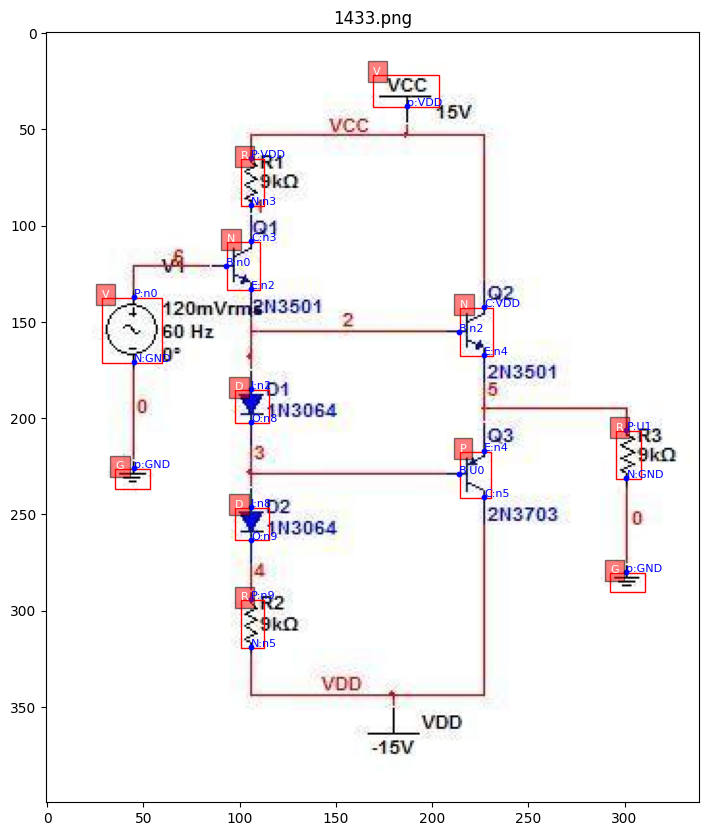 1433.png
0
50
100
150
200
250
300
350
0
50
100
150
200
250
300
V
VCC
p:VDD
15V
VCC
R
P:VDD
R1
9kΩ
N:n3
N
Q1
C:n3
6
V1
B:n0
E:n2
2N3501
V
P:n0
120mVrms
60 Hz
0°
N:GND
0
G
p:GND
2
N
Q2
C:VDD
B:n2
E:n4
2N3501
5
D
I:n2
D1
1N3064
O:n8
3
P
Q3
E:n4
B:U0
C:n5
2N3703
R
P:U1
R3
9kΩ
N:GND
0
G
p:GND
D
I:n8
D2
1N3064
O:n9
4
R
P:n9
R2
9kΩ
N:n5
VDD
VDD
-15V